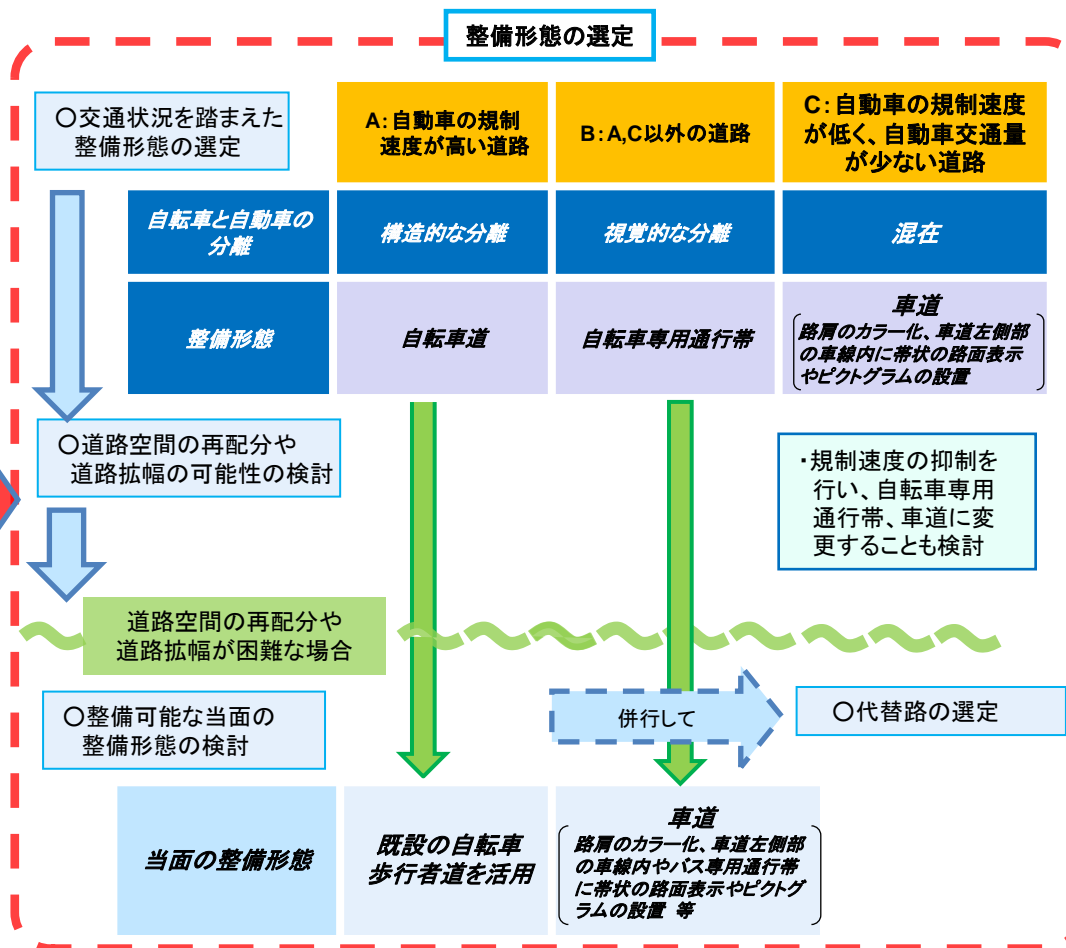 整備形態の選定
〇交通状況を踏まえた
整備形態の選定
A：自動車の規制
速度が高い道路
B：A,C以外の道路
C：自動車の規制速度
が低く、自動車交通量
が少ない道路
自転車と自動車の
分離
構造的な分離
視覚的な分離
混在
整備形態
自転車道
自転車専用通行帯
車道
路肩のカラー化、車道左側部
の車線内に帯状の路面表示
やピクトグラムの設置
〇道路空間の再配分や
道路拡幅の可能性の検討
・規制速度の抑制を
行い、自転車専用
通行帯、車道に変
更することも検討
道路空間の再配分や
道路拡幅が困難な場合
〇整備可能な当面の
整備形態の検討
併行して
〇代替路の選定
当面の整備形態
既設の自転車
歩行者道を活用
車道
路肩のカラー化、車道左側部
の車線内やバス専用通行帯
に帯状の路面表示やピクトグ
ラムの設置 等